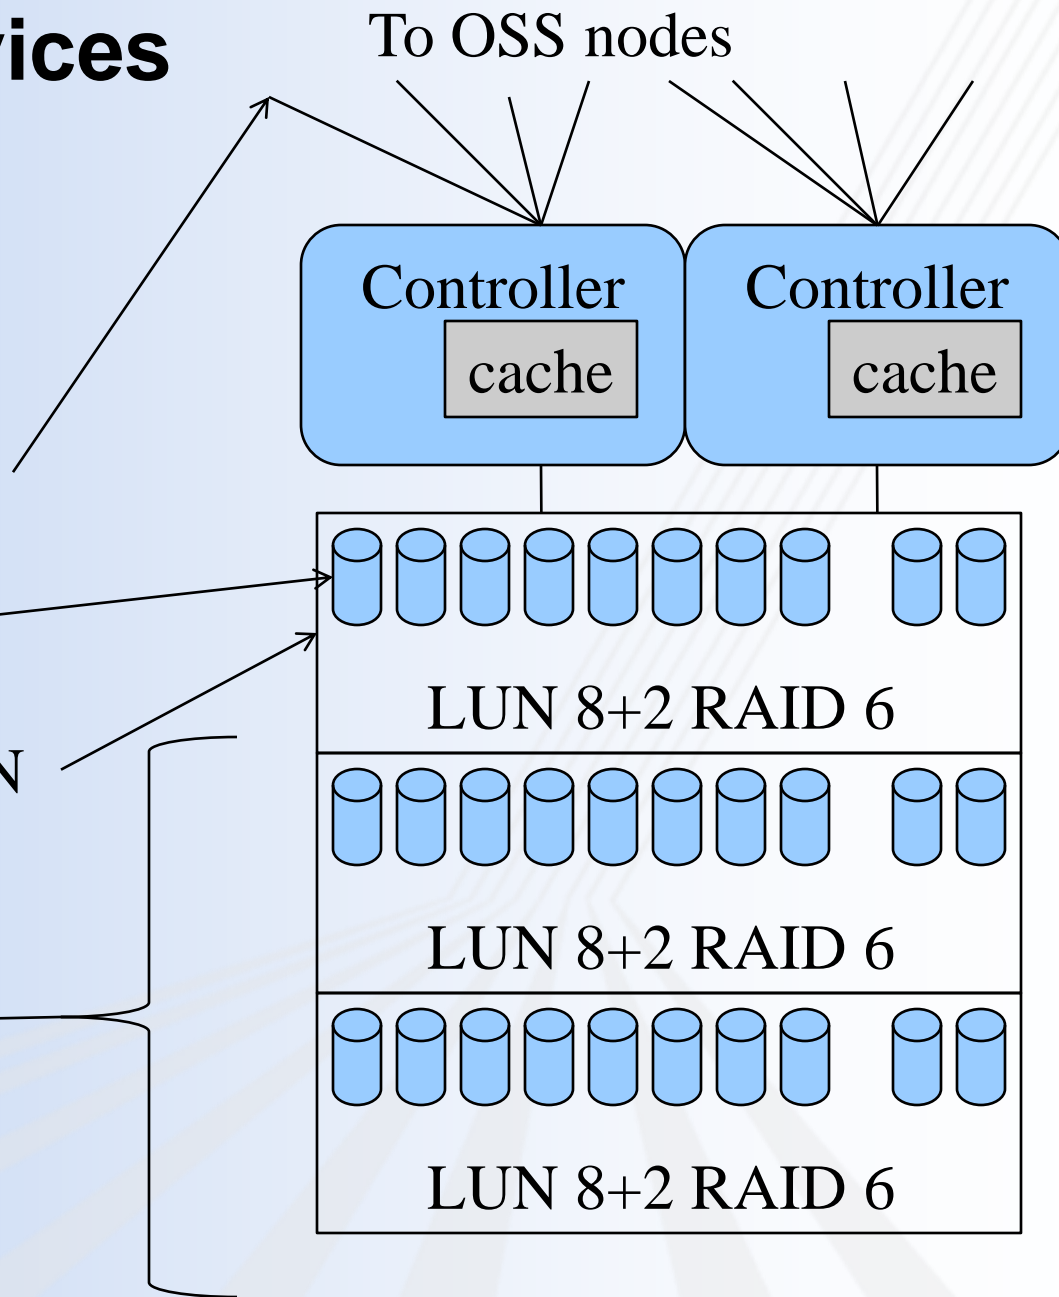 vices
To OSS nodes
Controller
cache
Controller
cache
LUN 8+2 RAID 6
N
LUN 8+2 RAID 6
LUN 8+2 RAID 6